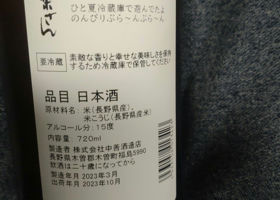 ひと夏冷蔵庫で遊んでたよ
のんびりぶら～んぶら～ん
要冷蔵
素敵な香りと幸せな美味しさを保持
するため冷蔵庫で保管してください
品目 日本酒
原材料名：米（長野県産）、
米こうじ（長野県産米）
アルコール分：15度
内容量：720ml
製造者 株式会社中善酒造店
長野県木曽郡木曽町福島5990
飲酒は二十歳になってから
製造年月 2023年3月
出荷年月 2023年10月